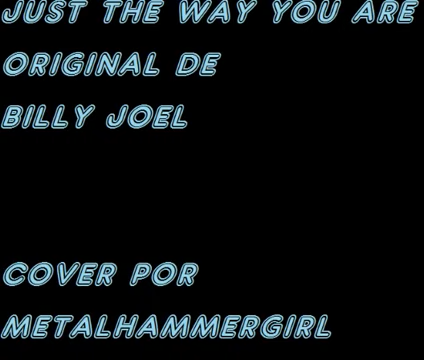 JUST THE WAY YOU ARE
ORIGINAL DE
BILLY JOEL
COVER POR
METALHAMMERGIRL